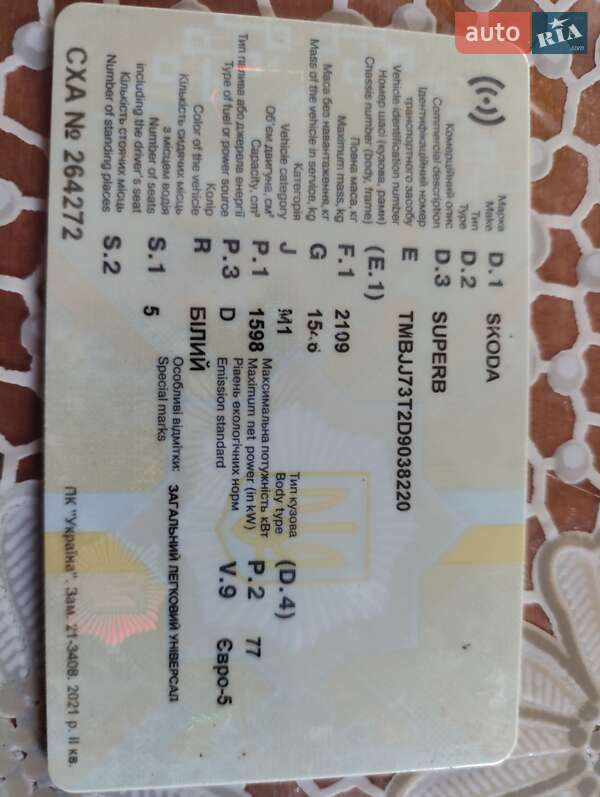 auto RIA.com
Марка D.1 SKODA
Make
Тип D.2
Type
Комерційний опис D.3 SUPERB
Commercial description
Ідентифікаційний номер E TMBJJ73T2D9038220
транспортного засобу
Vehicle identification number
Номер шасі (кузова, рами) (E.1)
Chassis number (body, frame)
Повна маса, кг F.1 2109
Maximum mass, kg
Маса без навантаження, кг G
Mass of the vehicle in service, kg
Категорія J M1 Тип кузова (D.4)
Vehicle category Body type
Об'єм двигуна, см³ P.1 1598 Максимальна потужність кВт P.2 77
Capacity, cm³ Maximum net power (in kW)
Тип палива або джерела енергії P.3 D Рівень екологічних норм V.9 Євро-5
Type of fuel or power source Emission standard
Колір R БІЛИЙ
Color of the vehicle
Кількість сидячих місць S.1 5 Особливі відмітки: ЗАГАЛЬНИЙ ЛЕГКОВИЙ УНІВЕРСАЛ
з місцем водія Special marks
Number of seats
including the driver's seat
Кількість стоячих місць S.2
Number of standing places
СХА № 264272 ПК "Україна". Зам. 21-3408. 2021 р. ІІ кв.